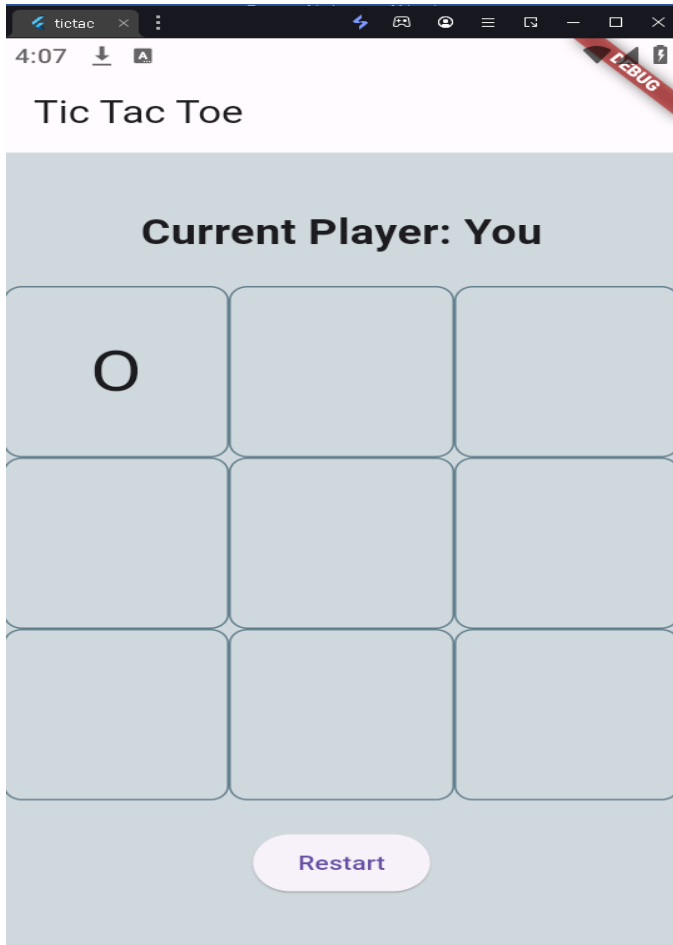 tictac
4:07
A
DEBUG
Tic Tac Toe
Current Player: You
O
Restart